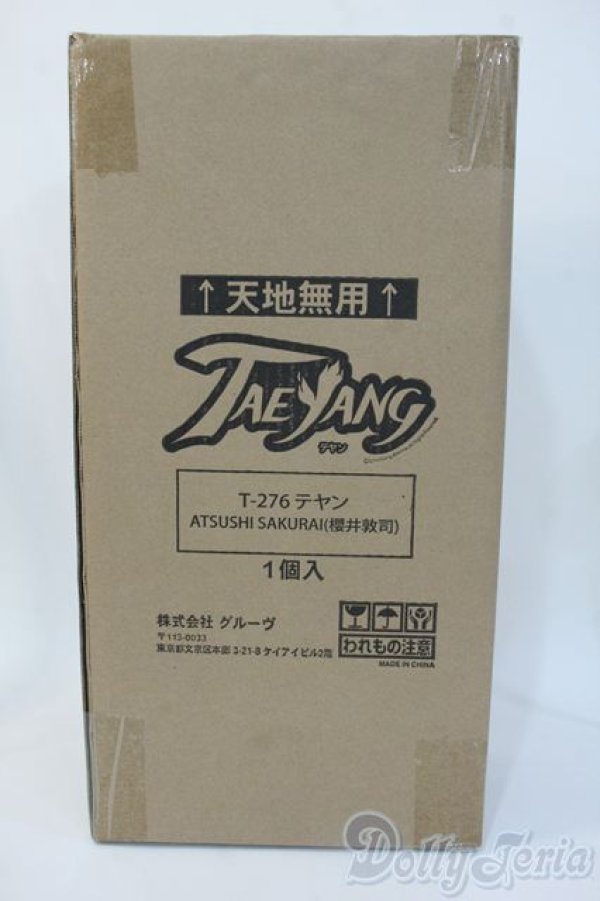 ↑天地無用↑
TAEYANG
テヤン
T-276 テヤン
ATSUSHI SAKURAI(櫻井敦司)
1個入
株式会社 グルーヴ
〒113-0033
東京都文京区本郷 3-21-8 ケイアイビル2階
われもの注意
MADE IN CHINA
DollyTeria